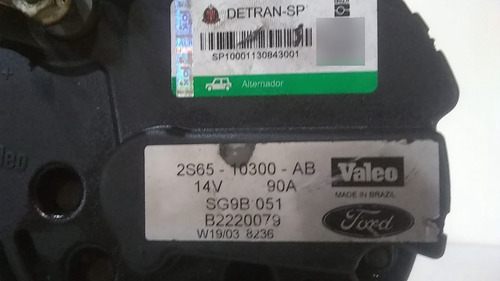 DETRAN-SP
SP10001130843001
Alternador
Valeo
2S65 - 10300 - AB
14V 90A
SG9B 051
B2220079
W19/03 8236
Valeo
MADE IN BRAZIL
Ford